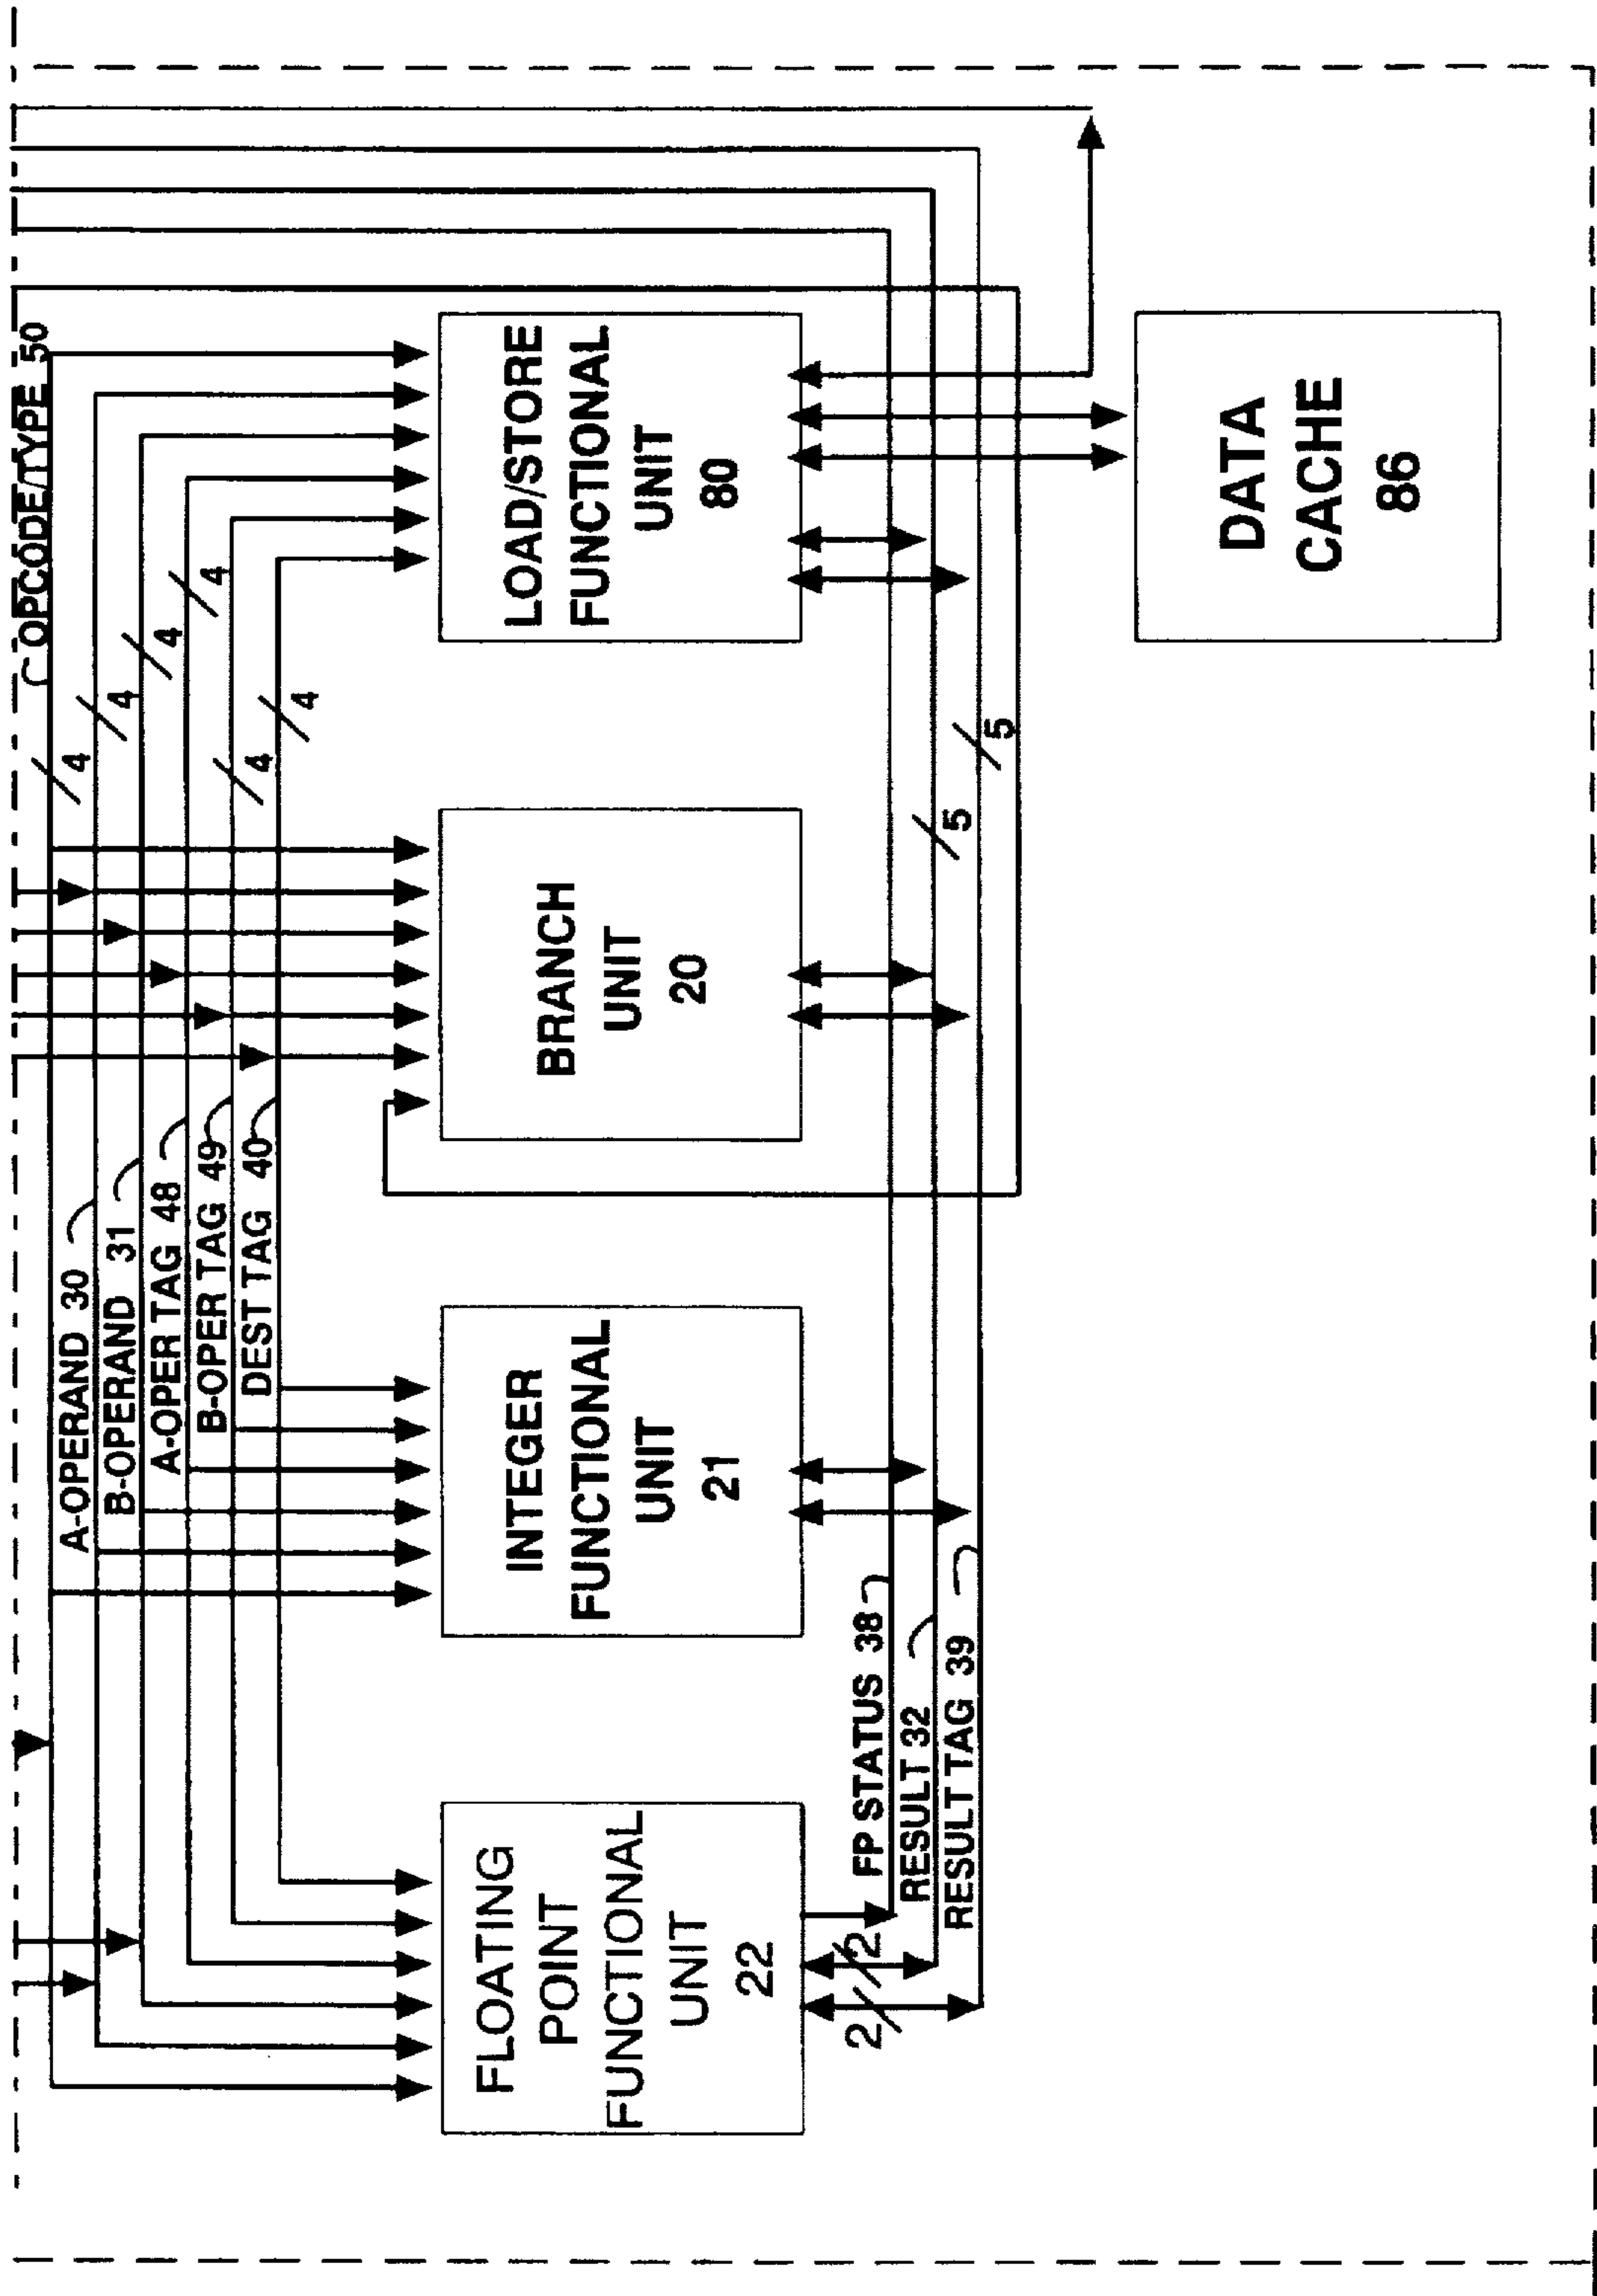 OPCODE/TYPE 50
4
A-OPERAND 30
4
B-OPERAND 31
4
A-OPER TAG 48
4
B-OPER TAG 49
4
DEST TAG 40
4
FLOATING
POINT
FUNCTIONAL
UNIT
22
INTEGER
FUNCTIONAL
UNIT
21
BRANCH
UNIT
20
LOAD/STORE
FUNCTIONAL
UNIT
80
2
2
FP STATUS 38
RESULT 32
5
RESULT TAG 39
5
DATA
CACHE
86